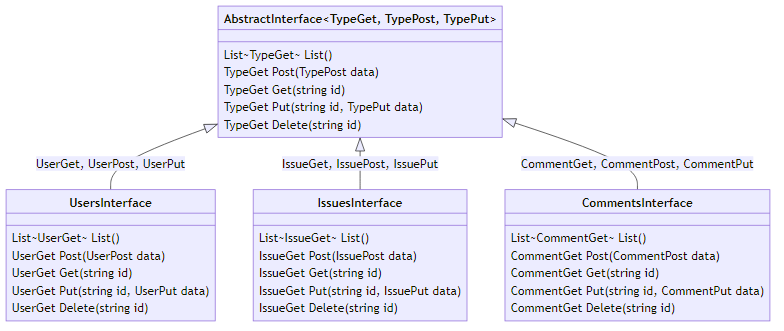 AbstractInterface<TypeGet, TypePost, TypePut>
List~TypeGet~ List()
TypeGet Post(TypePost data)
TypeGet Get(string id)
TypeGet Put(string id, TypePut data)
TypeGet Delete(string id)
UserGet, UserPost, UserPut
IssueGet, IssuePost, IssuePut
CommentGet, CommentPost, CommentPut
UsersInterface
List~UserGet~ List()
UserGet Post(UserPost data)
UserGet Get(string id)
UserGet Put(string id, UserPut data)
UserGet Delete(string id)
IssuesInterface
List~IssueGet~ List()
IssueGet Post(IssuePost data)
IssueGet Get(string id)
IssueGet Put(string id, IssuePut data)
IssueGet Delete(string id)
CommentsInterface
List~CommentGet~ List()
CommentGet Post(CommentPost data)
CommentGet Get(string id)
CommentGet Put(string id, CommentPut data)
CommentGet Delete(string id)